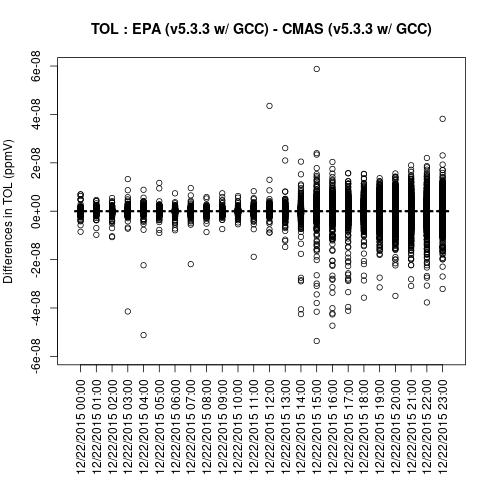 TOL : EPA (v5.3.3 w/ GCC) - CMAS (v5.3.3 w/ GCC)
Differences in TOL (ppmV)
6e-08
4e-08
2e-08
0e+00
-2e-08
-4e-08
-6e-08
12/22/2015 00:00
12/22/2015 01:00
12/22/2015 02:00
12/22/2015 03:00
12/22/2015 04:00
12/22/2015 05:00
12/22/2015 06:00
12/22/2015 07:00
12/22/2015 08:00
12/22/2015 09:00
12/22/2015 10:00
12/22/2015 11:00
12/22/2015 12:00
12/22/2015 13:00
12/22/2015 14:00
12/22/2015 15:00
12/22/2015 16:00
12/22/2015 17:00
12/22/2015 18:00
12/22/2015 19:00
12/22/2015 20:00
12/22/2015 21:00
12/22/2015 22:00
12/22/2015 23:00